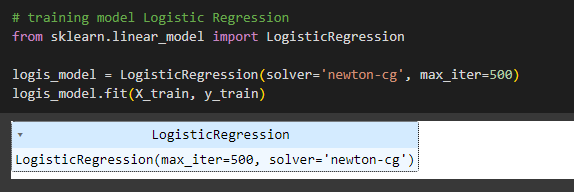 # training model Logistic Regression
from sklearn.linear_model import LogisticRegression
logis_model = LogisticRegression(solver='newton-cg', max_iter=500)
logis_model.fit(X_train, y_train)
LogisticRegression
LogisticRegression(max_iter=500, solver='newton-cg')